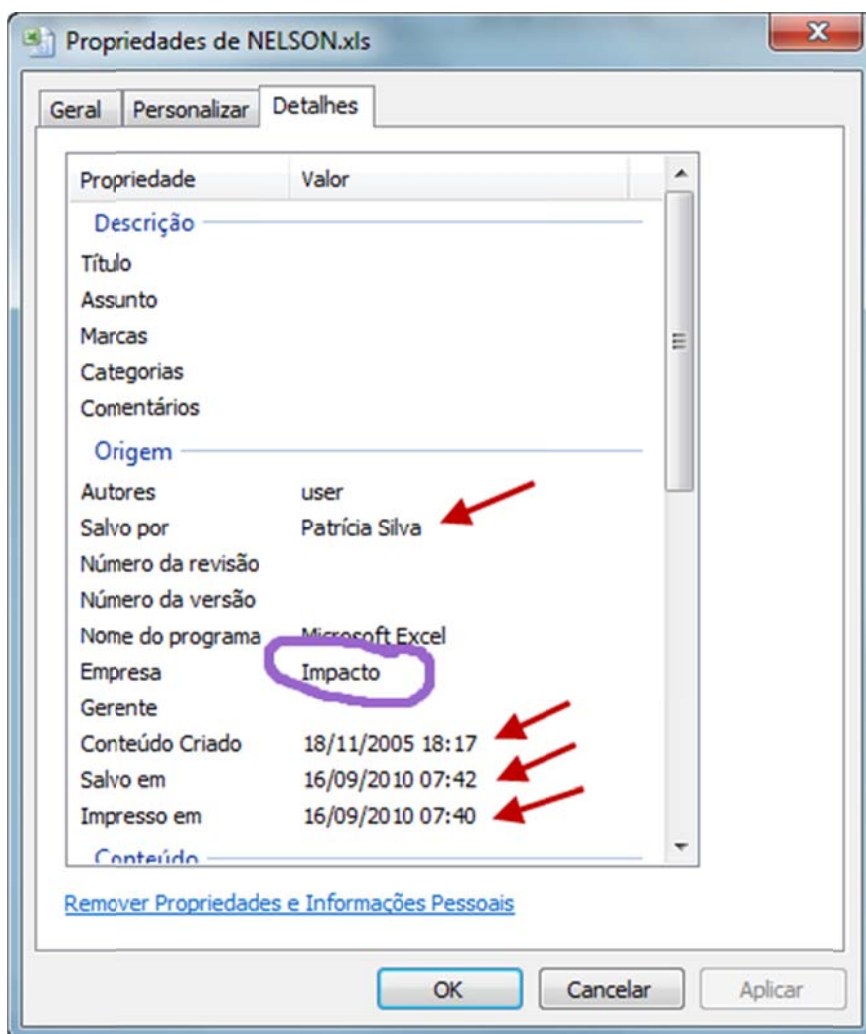 Propriedades de NELSON.xls
Geral Personalizar Detalhes
Propriedade Valor
Descrição
Título
Assunto
Marcas
Categorias
Comentários
Origem
Autores user
Salvo por Patrícia Silva
Número da revisão
Número da versão
Nome do programa Microsoft Excel
Empresa Impacto
Gerente
Conteúdo Criado 18/11/2005 18:17
Salvo em 16/09/2010 07:42
Impresso em 16/09/2010 07:40
Conteúdo
Remover Propriedades e Informações Pessoais
OK Cancelar Aplicar